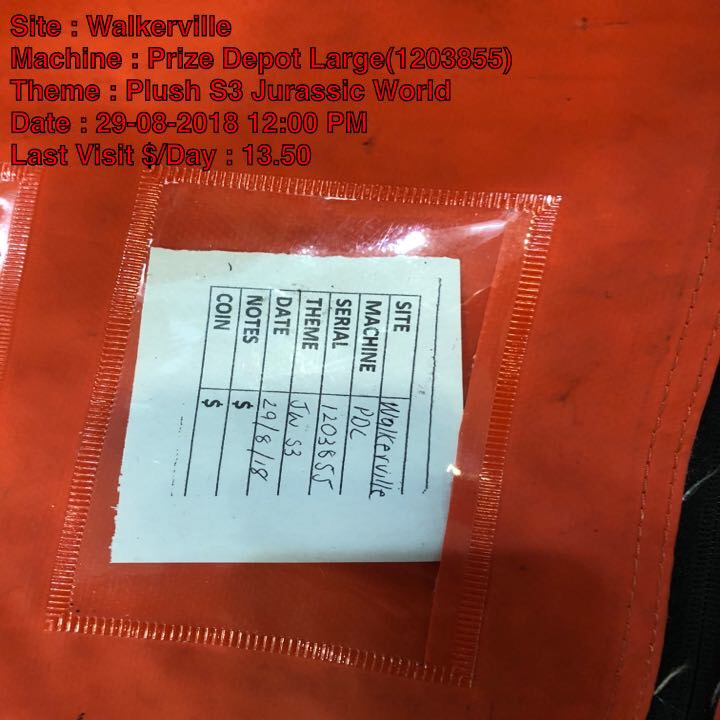 Site : Walkerville
Machine : Prize Depot Large(1203855)
Theme : Plush S3 Jurassic World
Date : 29-08-2018 12:00 PM
Last Visit $/Day : 13.50
SITE Walkerville
MACHINE PDL
SERIAL 1203855
THEME JW S3
DATE 29/8/18
NOTES $
COIN $